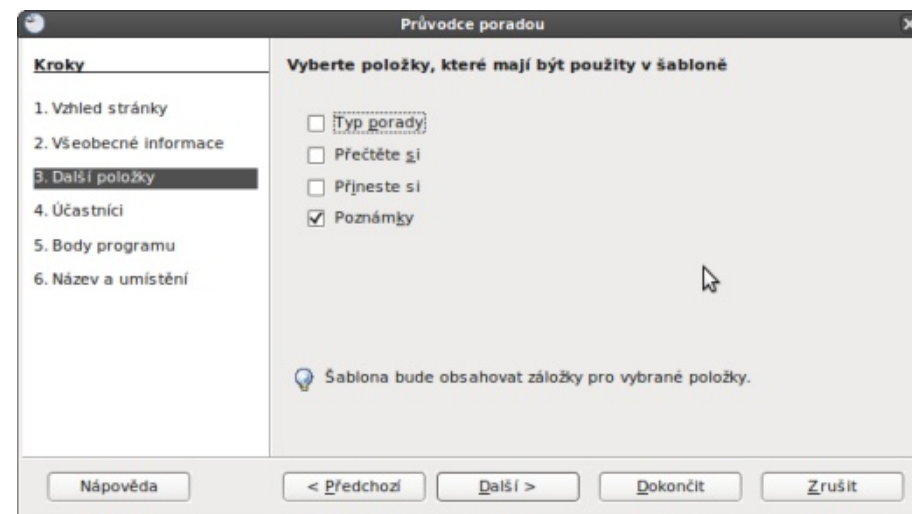 Průvodce poradou
Kroky
1. Vzhled stránky
2. Všeobecné informace
3. Další položky
4. Účastníci
5. Body programu
6. Název a umístění
Vyberte položky, které mají být použity v šabloně
Typ porady
Přečtěte si
Přineste si
Poznámky
Šablona bude obsahovat záložky pro vybrané položky.
Nápověda
< Předchozí
Další >
Dokončit
Zrušit